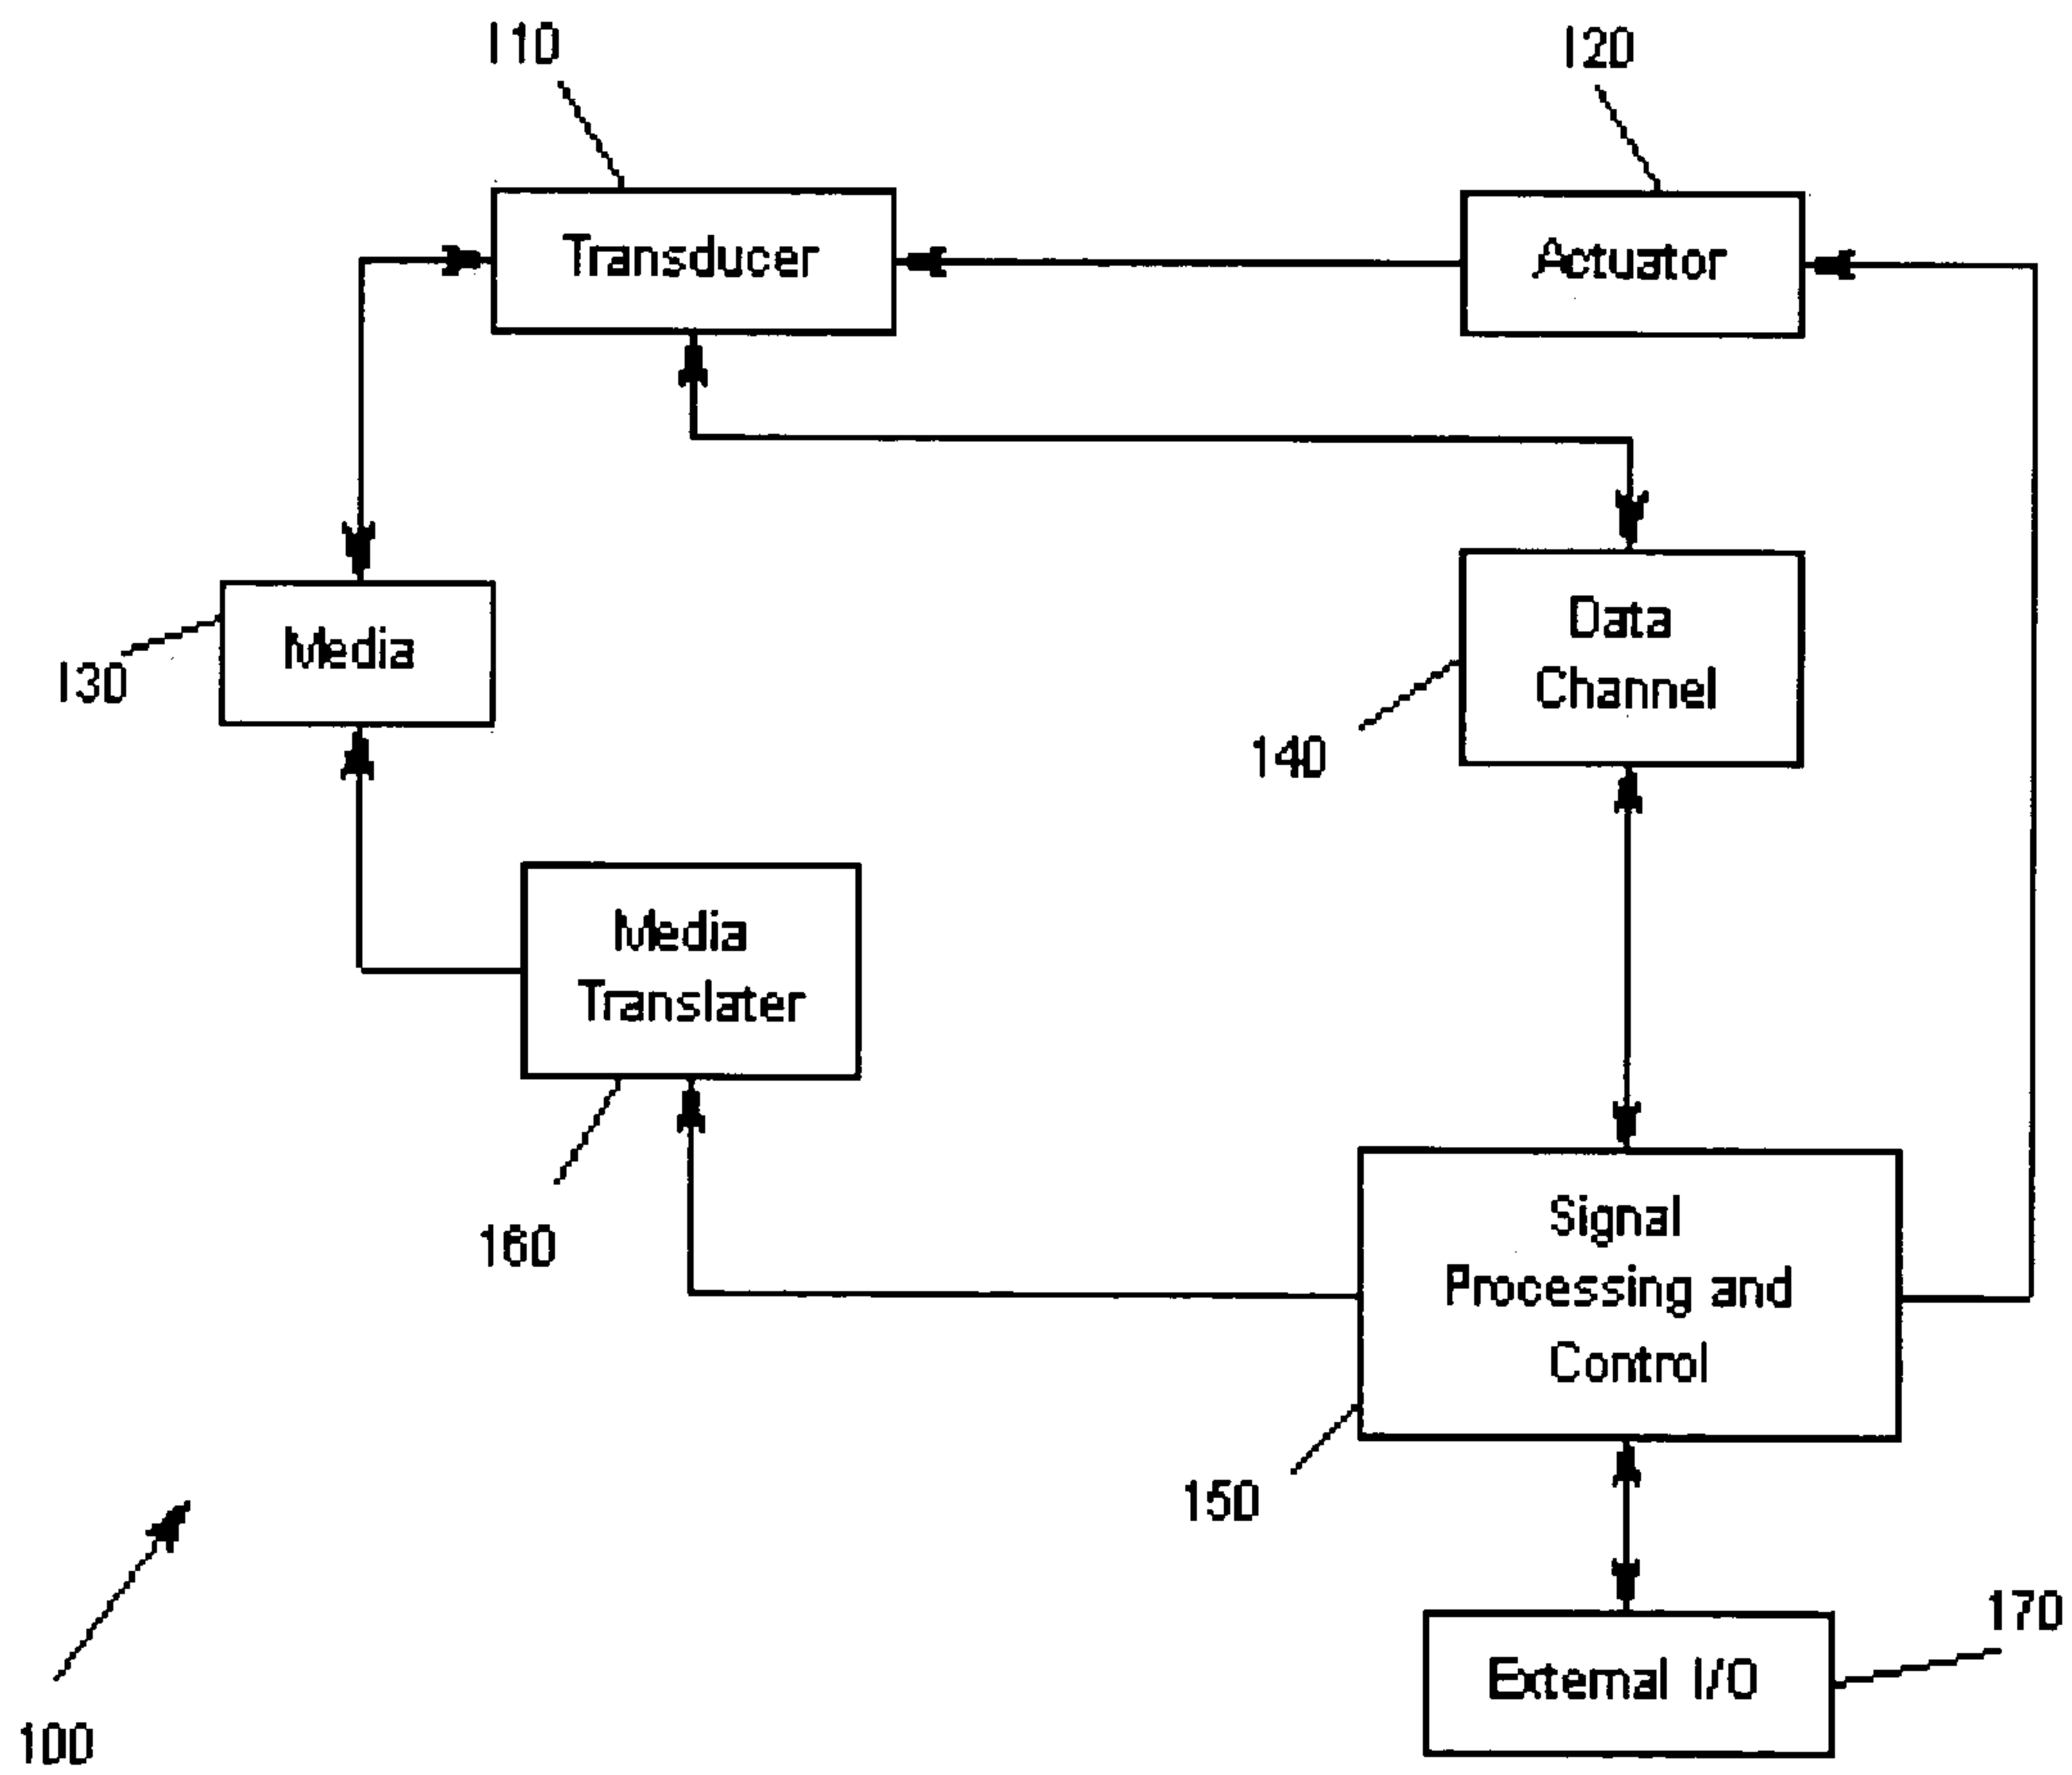 110
120
Transducer
Actuator
Media
130
Data
Channel
140
Media
Translater
160
Signal
Processing and
Control
150
170
External I/O
100